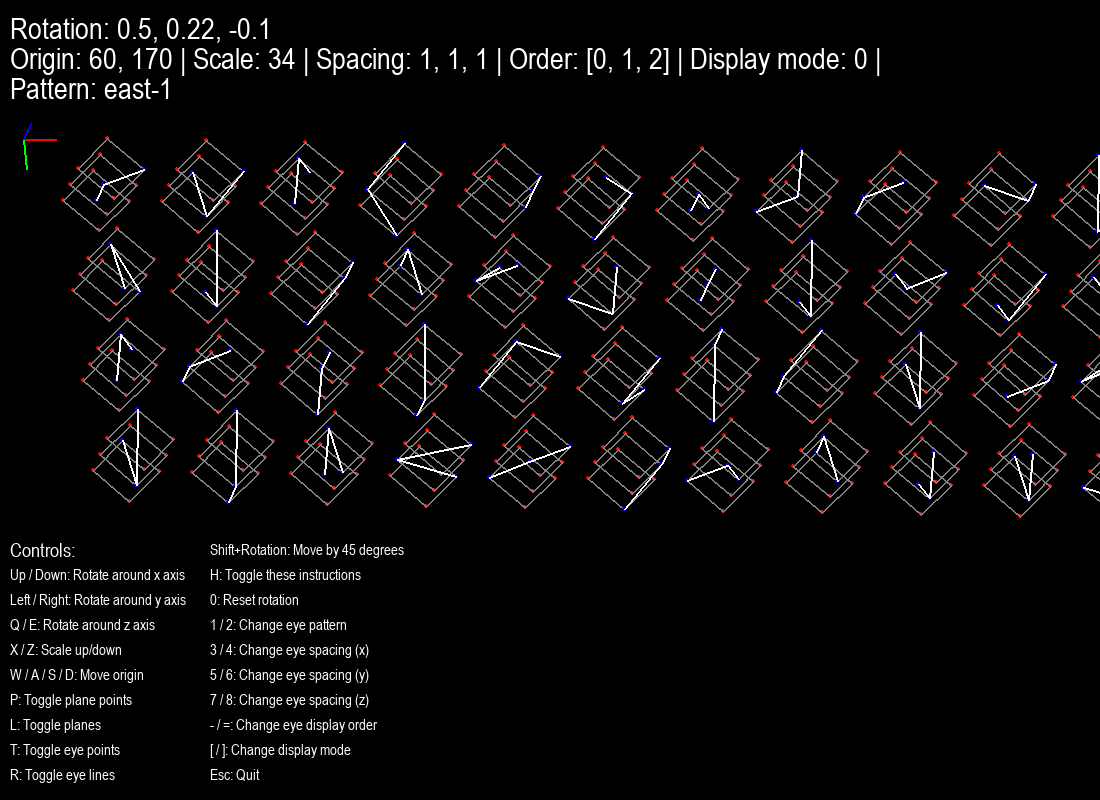 Rotation: 0.5, 0.22, -0.1
Origin: 60, 170 | Scale: 34 | Spacing: 1, 1, 1 | Order: [0, 1, 2] | Display mode: 0 |
Pattern: east-1
Controls:
Up / Down: Rotate around x axis
Left / Right: Rotate around y axis
Q / E: Rotate around z axis
X / Z: Scale up/down
W / A / S / D: Move origin
P: Toggle plane points
L: Toggle planes
T: Toggle eye points
R: Toggle eye lines
Shift+Rotation: Move by 45 degrees
H: Toggle these instructions
0: Reset rotation
1 / 2: Change eye pattern
3 / 4: Change eye spacing (x)
5 / 6: Change eye spacing (y)
7 / 8: Change eye spacing (z)
- / =: Change eye display order
[ / ]: Change display mode
Esc: Quit